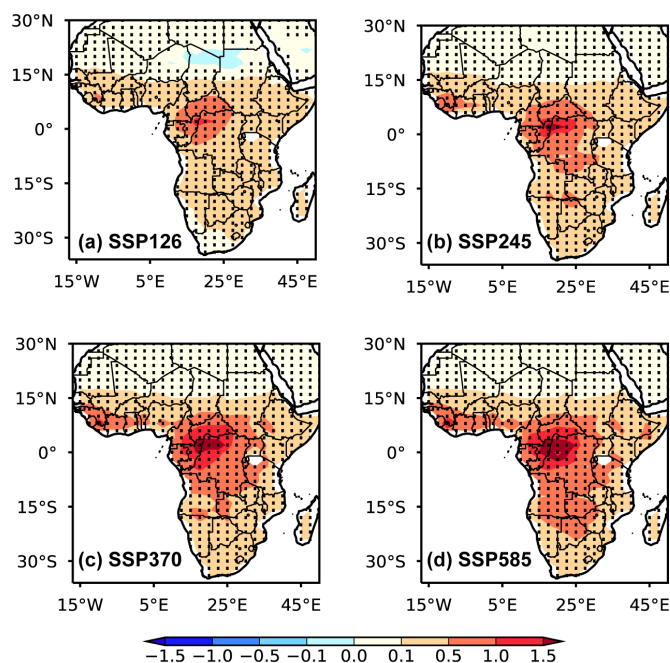 30°N 30°N
15°N 15°N
0° 0°
15°S 15°S
30°S 30°S
(a) SSP126 (b) SSP245
15°W 5°E 25°E 45°E 15°W 5°E 25°E 45°E
30°N 30°N
15°N 15°N
0° 0°
15°S 15°S
30°S 30°S
(c) SSP370 (d) SSP585
15°W 5°E 25°E 45°E 15°W 5°E 25°E 45°E
−1.5 −1.0 −0.5 −0.1 0.0 0.1 0.5 1.0 1.5